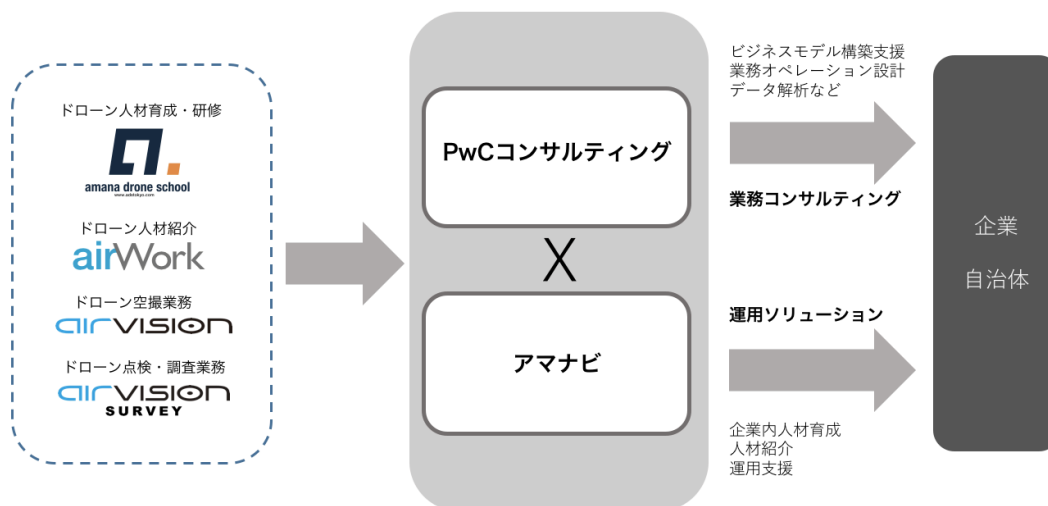 ドローン人材育成・研修
amana drone school
ドローン人材紹介
airWork
ドローン空撮業務
airvision
ドローン点検・調査業務
airvision
SURVEY
PwCコンサルティング
X
アマナビ
ビジネスモデル構築支援
業務オペレーション設計
データ解析など
業務コンサルティング
運用ソリューション
企業内人材育成
人材紹介
運用支援
企業
自治体